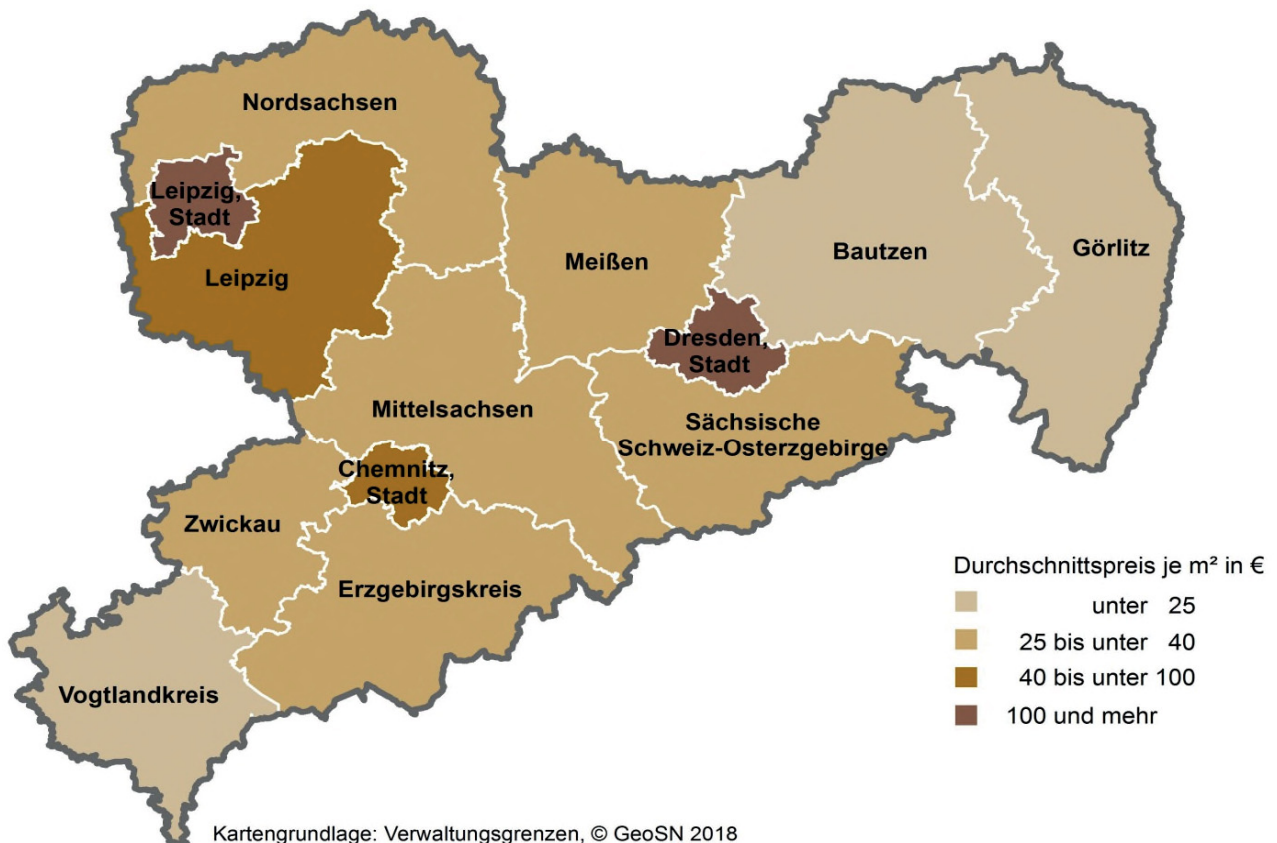 Nordsachsen
Leipzig,
Stadt
Leipzig
Meißen
Bautzen
Görlitz
Dresden,
Stadt
Mittelsachsen
Sächsische
Schweiz-Osterzgebirge
Chemnitz,
Stadt
Zwickau
Erzgebirgskreis
Vogtlandkreis
Durchschnittspreis je m² in €
unter 25
25 bis unter 40
40 bis unter 100
100 und mehr
Kartengrundlage: Verwaltungsgrenzen, © GeoSN 2018